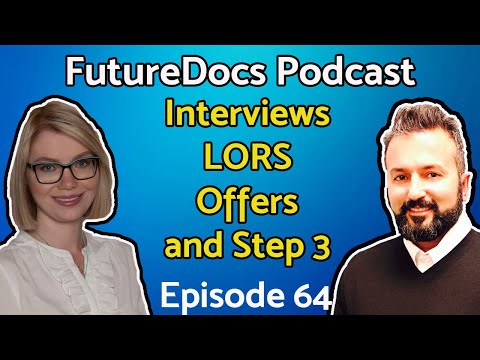 FutureDocs Podcast
Interviews
LORS
Offers
and Step 3
Episode 64